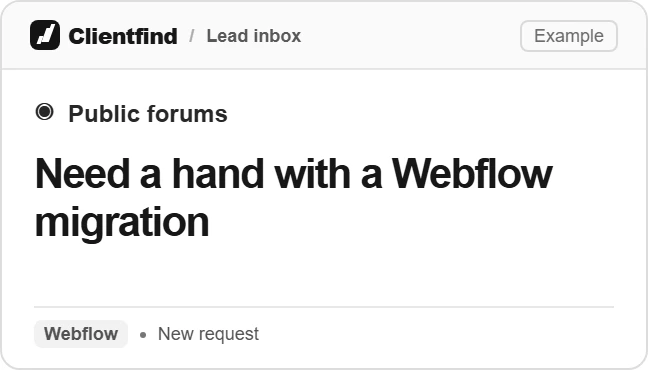 Clientfind / Lead inbox
Example
Public forums
Need a hand with a Webflow
migration
Webflow • New request